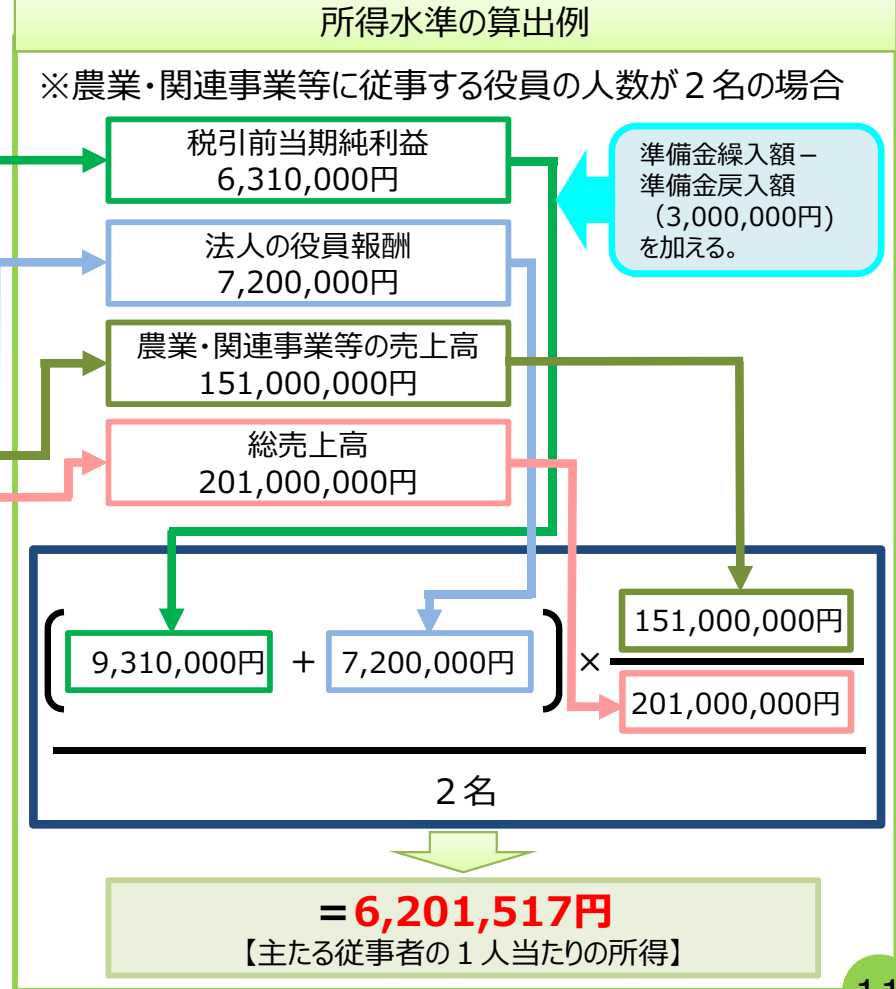 所得水準の算出例
※農業・関連事業等に従事する役員の人数が２名の場合
税引前当期純利益
6,310,000円
準備金繰入額－
準備金戻入額
（3,000,000円)
を加える。
法人の役員報酬
7,200,000円
農業・関連事業等の売上高
151,000,000円
総売上高
201,000,000円
9,310,000円 ＋ 7,200,000円 × 151,000,000円
201,000,000円
２名
＝6,201,517円
【主たる従事者の１人当たりの所得】